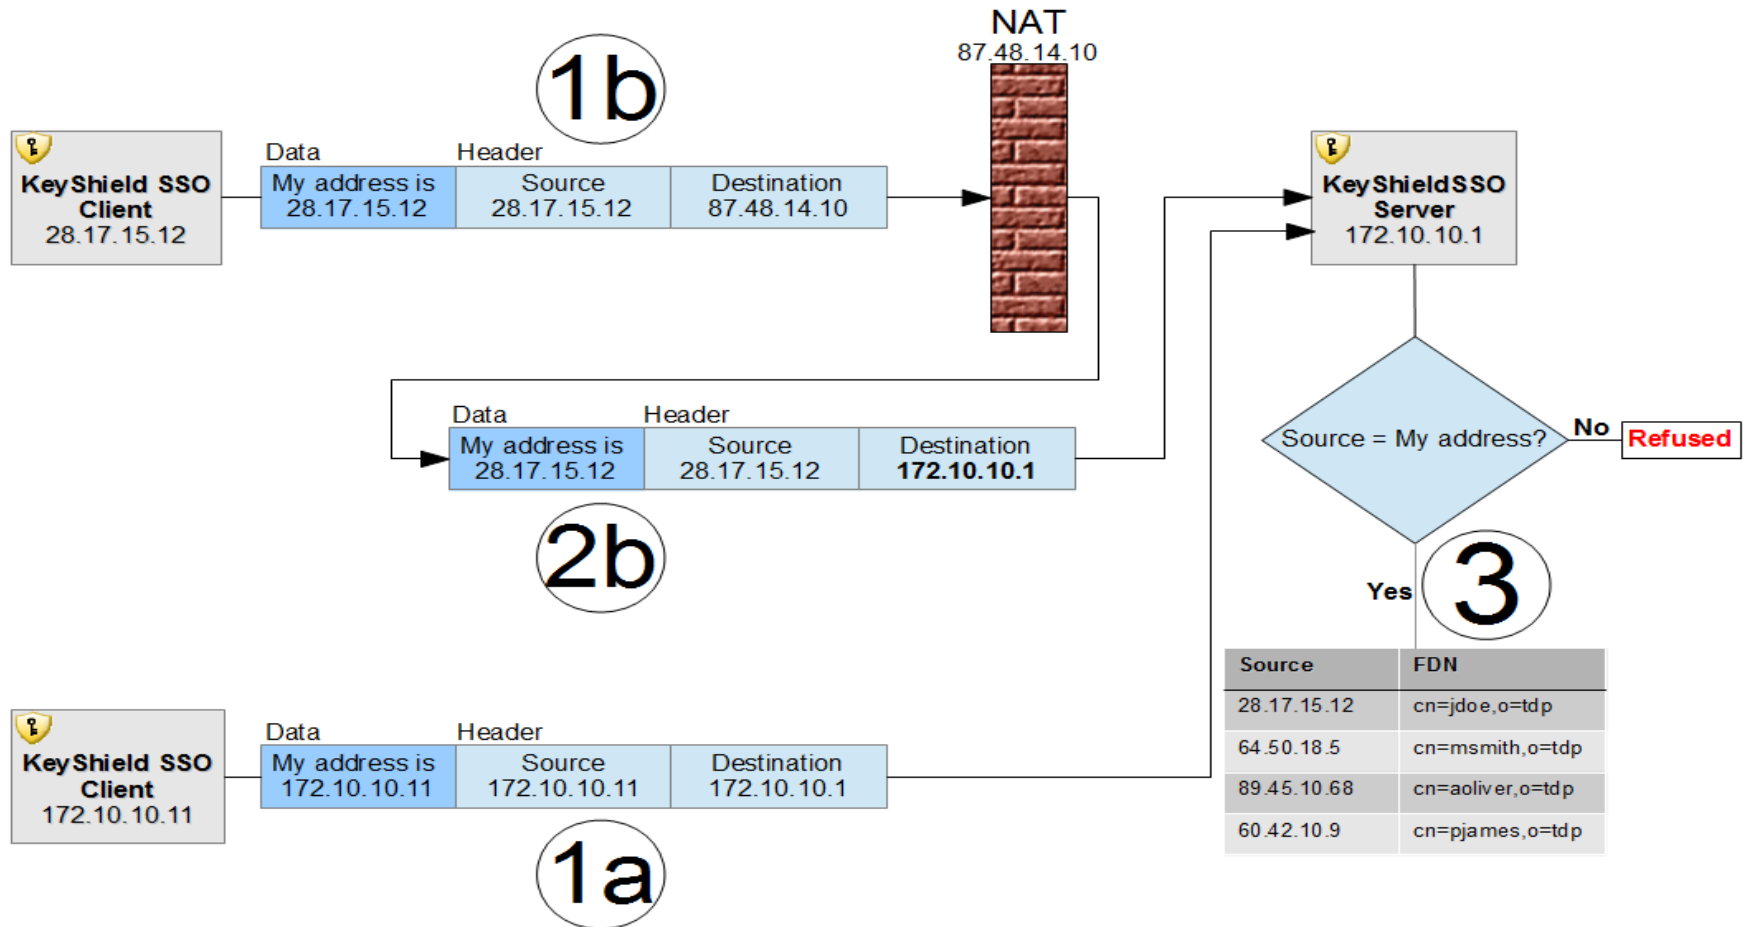 NAT
87.48.14.10
1b
Data
Header
KeyShield SSO
Client
28.17.15.12
My address is
28.17.15.12
Source
28.17.15.12
Destination
87.48.14.10
KeyShieldSSO
Server
172.10.10.1
Data
Header
My address is
28.17.15.12
Source
28.17.15.12
Destination
172.10.10.1
2b
Source = My address?
No
Refused
Yes
3
Source FDN
28.17.15.12 cn=jdoe,o=tdp
64.50.18.5 cn=msmith,o=tdp
89.45.10.68 cn=aoliver,o=tdp
60.42.10.9 cn=pjames,o=tdp
Data
Header
KeyShield SSO
Client
172.10.10.11
My address is
172.10.10.11
Source
172.10.10.11
Destination
172.10.10.1
1a